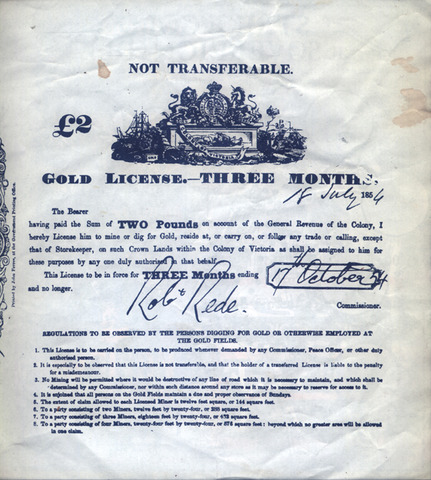 NOT TRANSFERABLE.
£2
GOLD LICENSE.—THREE MONTHS,
18 July 1854
The Bearer
having paid the Sum of TWO Pounds on account of the General Revenue of the Colony, I
hereby License him to mine or dig for Gold, reside at, or carry on, or follow any trade or calling, except
that of Storekeeper, on such Crown Lands within the Colony of Victoria as shall be assigned to him for
these purposes by any one duly authorised in that behalf.
This License to be in force for THREE Months ending 17th October 54
and no longer.
Robt Rede.
Commissioner.
REGULATIONS TO BE OBSERVED BY THE PERSONS DIGGING FOR GOLD OR OTHERWISE EMPLOYED AT
THE GOLD FIELDS.
1. This License is to be carried on the person, to be produced whenever demanded by any Commissioner, Peace Officer, or other duly
authorised person.
2. It is especially to be observed that this License is not transferable, and that the holder of a transferred License is liable to the penalty
for a misdemeanour.
3. No Mining will be permitted where it would be destructive of any line of road which it is necessary to maintain, and which shall be
determined by any Commissioner, nor within such distance around any store as it may be necessary to reserve for access to it.
4. It is enjoined that all persons on the Gold Fields maintain a due and proper observance of Sundays.
5. The extent of claim allowed to each Licensed Miner is twelve feet square, or 144 square feet.
6. To a party consisting of two Miners, twelve feet by twenty-four, or 288 square feet.
7. To a party consisting of three Miners, eighteen feet by twenty-four, or 432 square feet.
8. To a party consisting of four Miners, twenty-four feet by twenty-four, or 576 square feet: beyond which no greater area will be allowed
in one claim.
Printed by John Ferres, at the Government Printing Office.